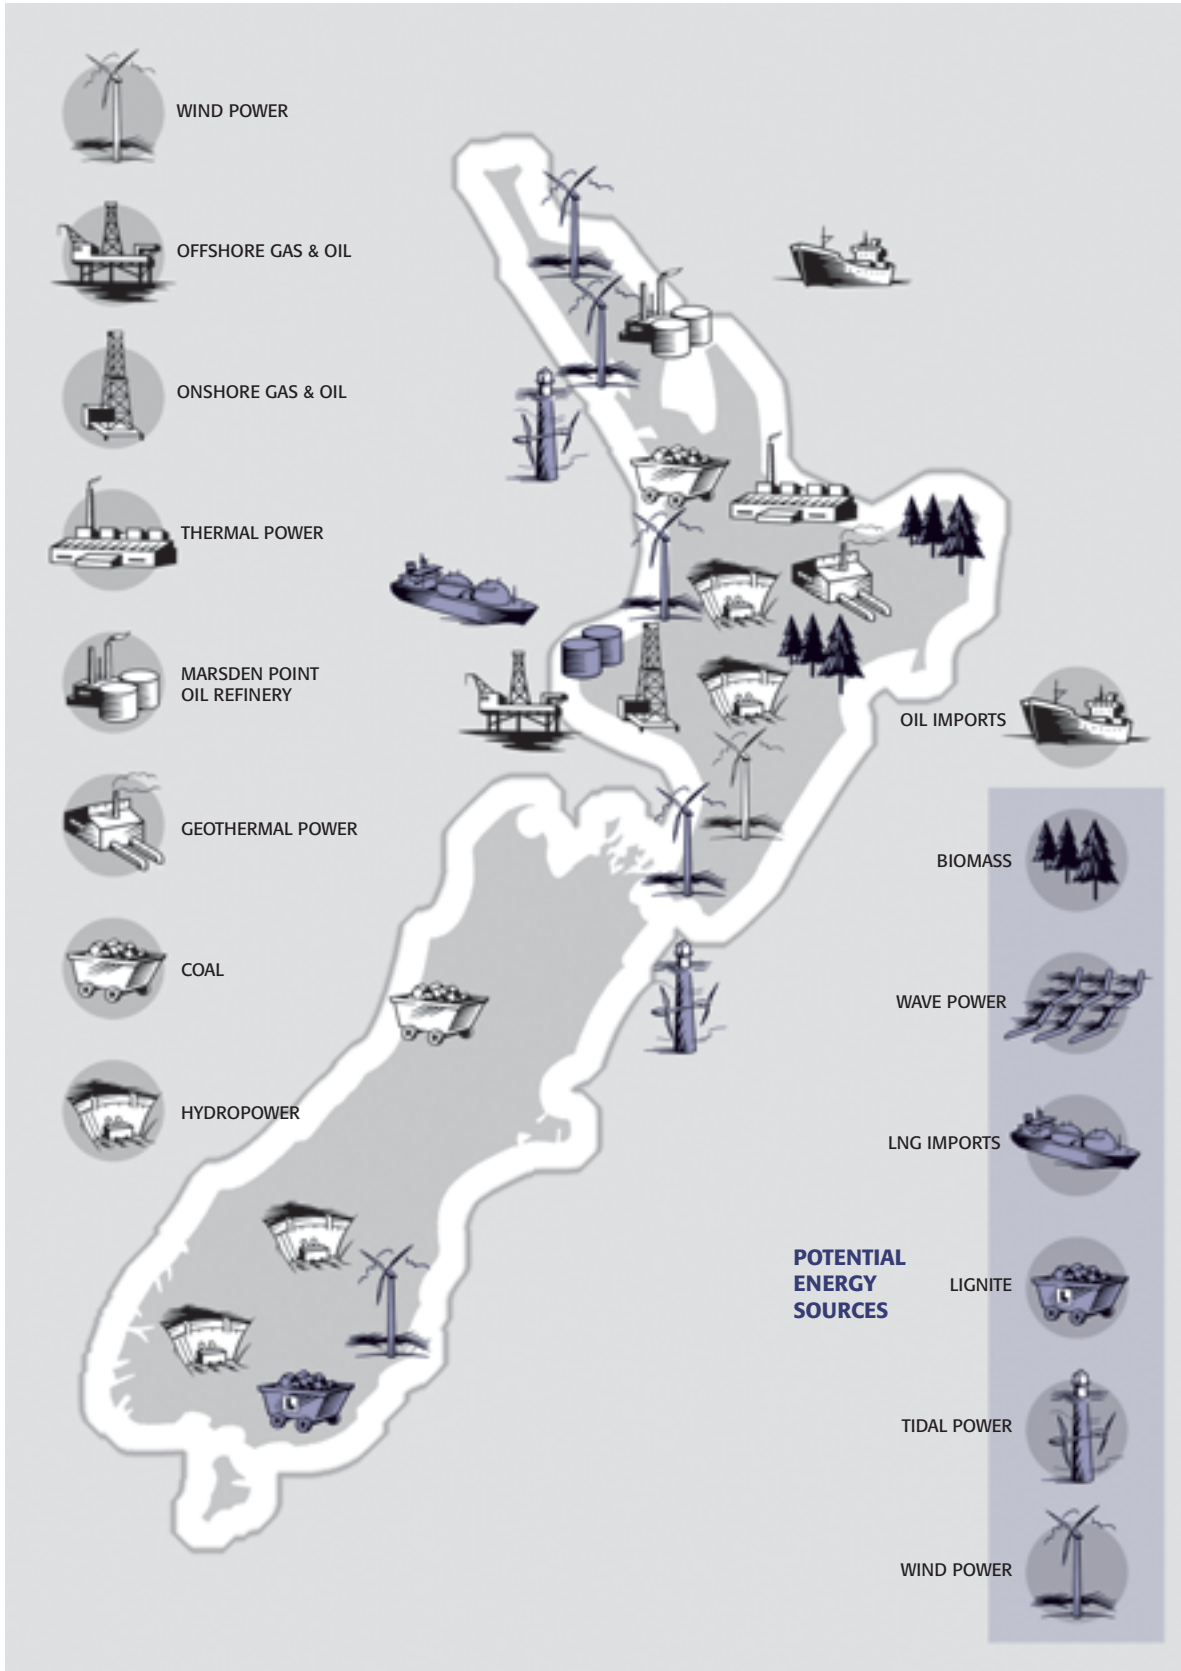 WIND POWER
OFFSHORE GAS & OIL
ONSHORE GAS & OIL
THERMAL POWER
MARSDEN POINT
OIL REFINERY
GEOTHERMAL POWER
COAL
HYDROPOWER
OIL IMPORTS
BIOMASS
WAVE POWER
LNG IMPORTS
POTENTIAL
ENERGY
SOURCES
LIGNITE
L
TIDAL POWER
WIND POWER
L